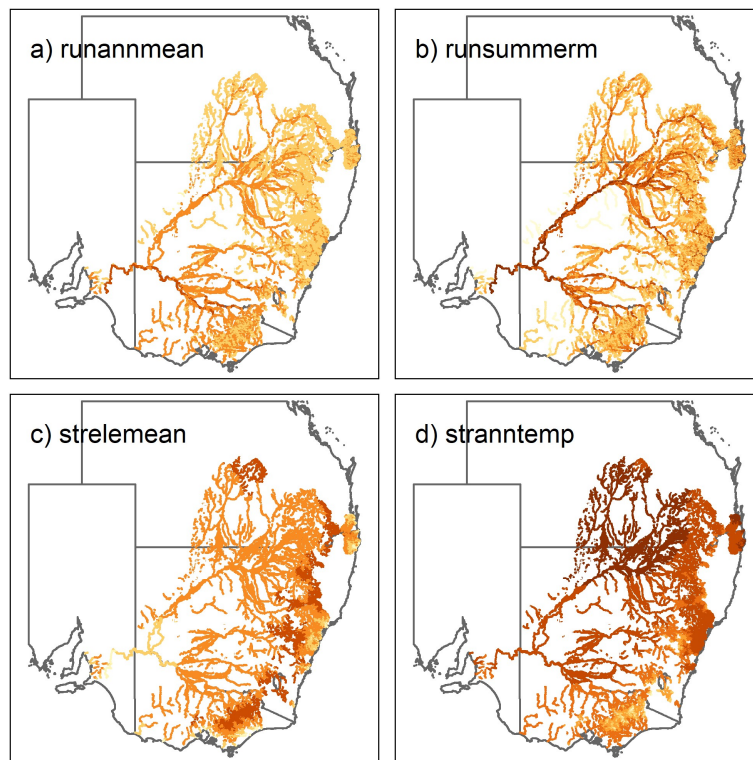 a) runannmean
b) runsummerm
c) strelemean
d) stranntemp